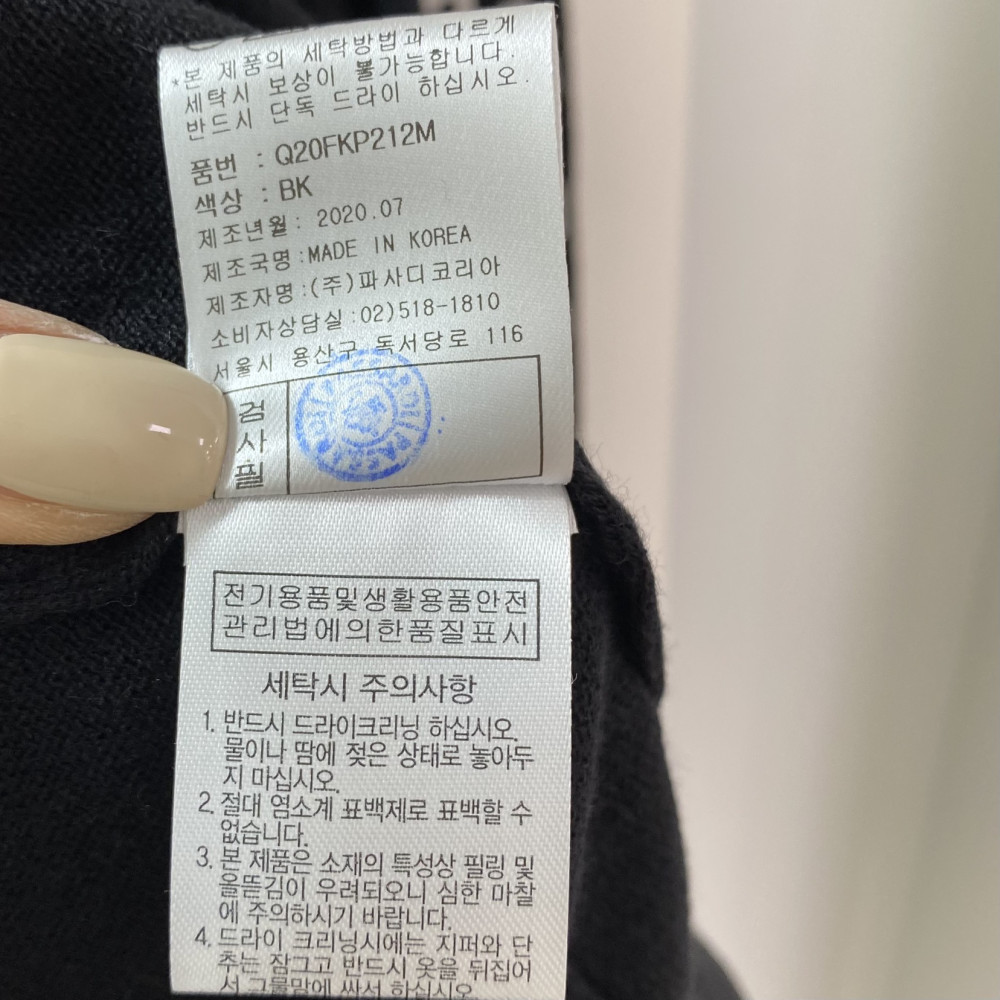 *본 제품의 세탁방법과 다르게
세탁시 보상이 불가능합니다.
반드시 단독 드라이 하십시오.
품번 : Q20FKP212M
색상 : BK
제조년월: 2020.07
제조국명:MADE IN KOREA
제조자명:(주)파사디코리아
소비자상담실:02)518-1810
서울시 용산구 독서당로 116
검
사
필
전기용품및생활용품안전
관리법에의한품질표시
세탁시 주의사항
1. 반드시 드라이크리닝 하십시오.
물이나 땀에 젖은 상태로 놓아두
지 마십시오.
2. 절대 염소계 표백제로 표백할 수
없습니다.
3. 본 제품은 소재의 특성상 필링 및
올뜯김이 우려되오니 심한 마찰
에 주의하시기 바랍니다.
4. 드라이 크리닝시에는 지퍼와 단
추는 잠그고 반드시 옷을 뒤집어
서 그물망에 싸서 하십시오